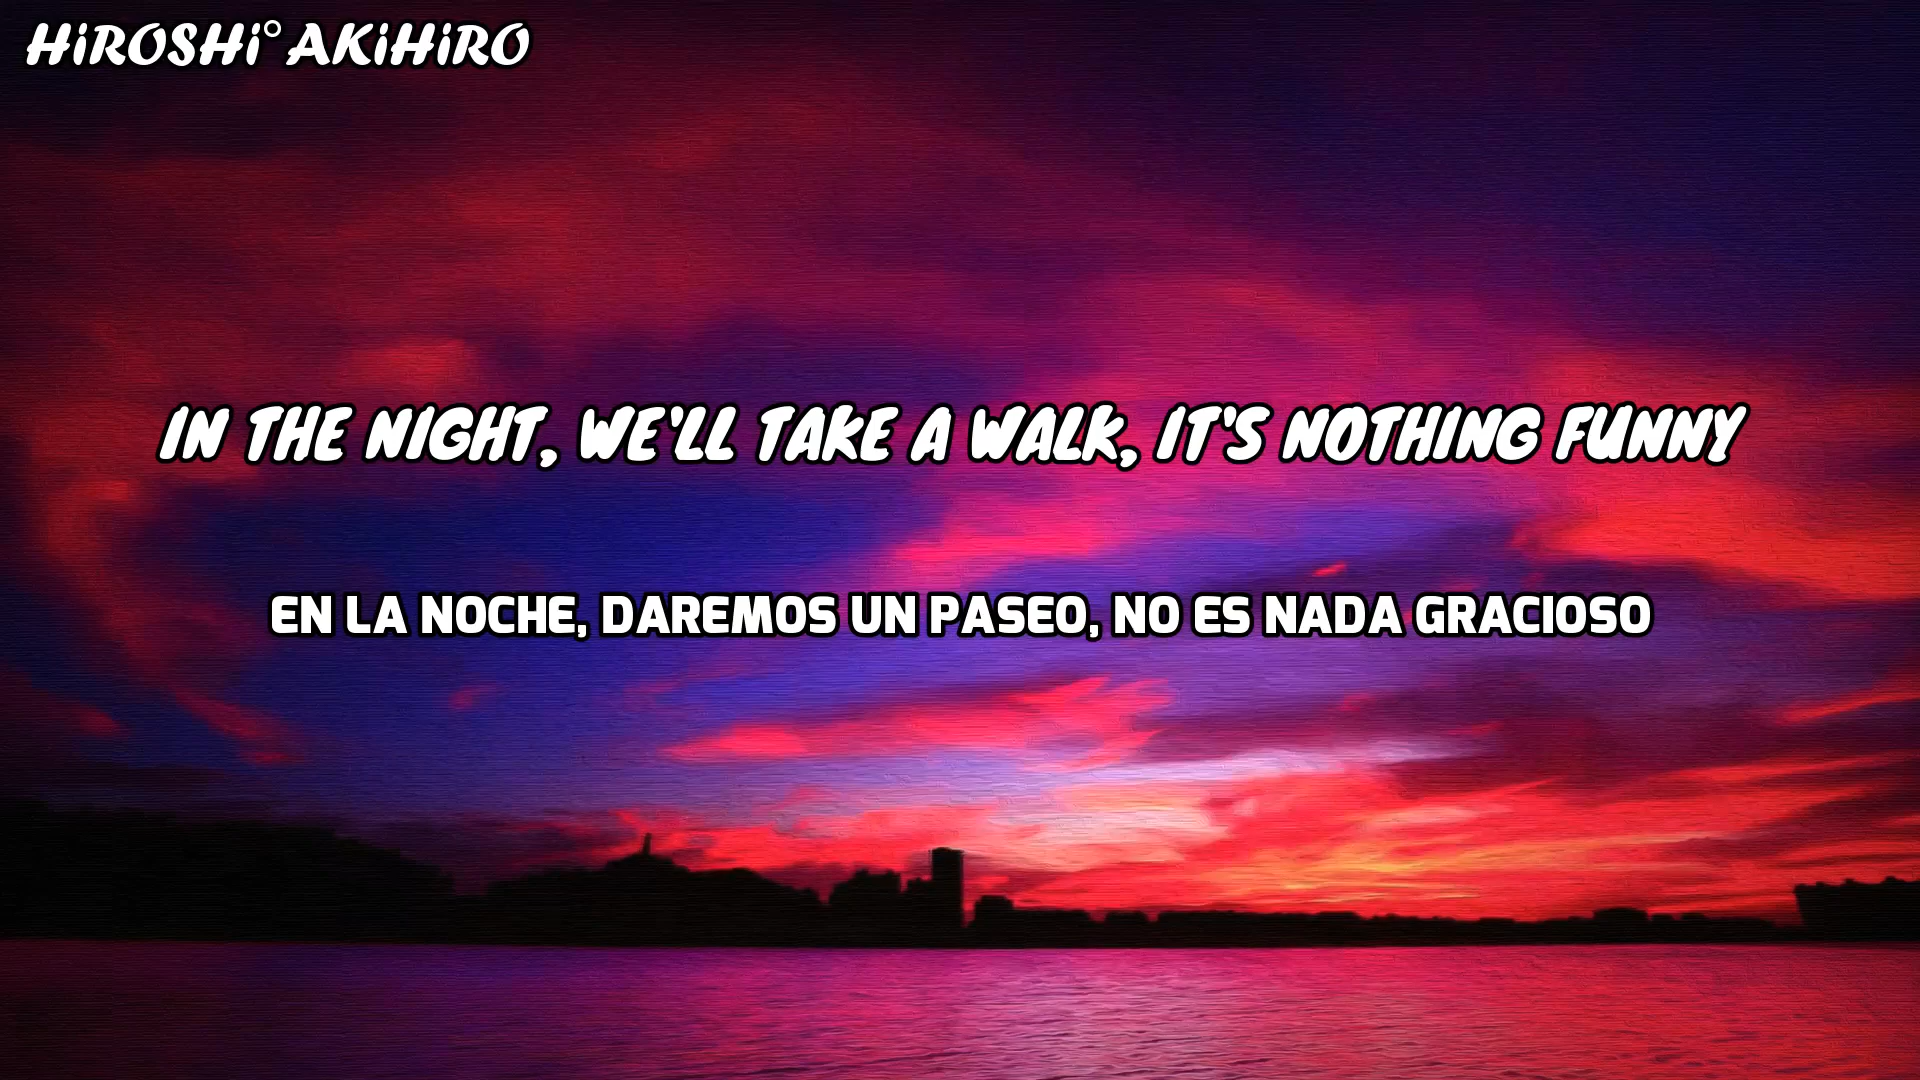 HiROSHi° AKiHiRO
IN THE NIGHT, WE'LL TAKE A WALK, IT'S NOTHING FUNNY
EN LA NOCHE, DAREMOS UN PASEO, NO ES NADA GRACIOSO